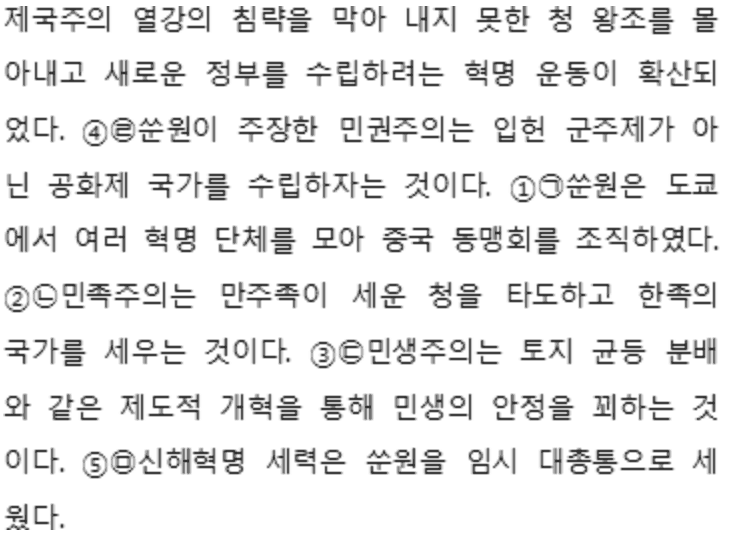 제국주의 열강의 침략을 막아 내지 못한 청 왕조를 몰
아내고 새로운 정부를 수립하려는 혁명 운동이 확산되
었다. ④㉣쑨원이 주장한 민권주의는 입헌 군주제가 아
닌 공화제 국가를 수립하자는 것이다. ①㉠쑨원은 도쿄
에서 여러 혁명 단체를 모아 중국 동맹회를 조직하였다.
②㉡민족주의는 만주족이 세운 청을 타도하고 한족의
국가를 세우는 것이다. ③㉢민생주의는 토지 균등 분배
와 같은 제도적 개혁을 통해 민생의 안정을 꾀하는 것
이다. ⑤㉤신해혁명 세력은 쑨원을 임시 대총통으로 세
웠다.